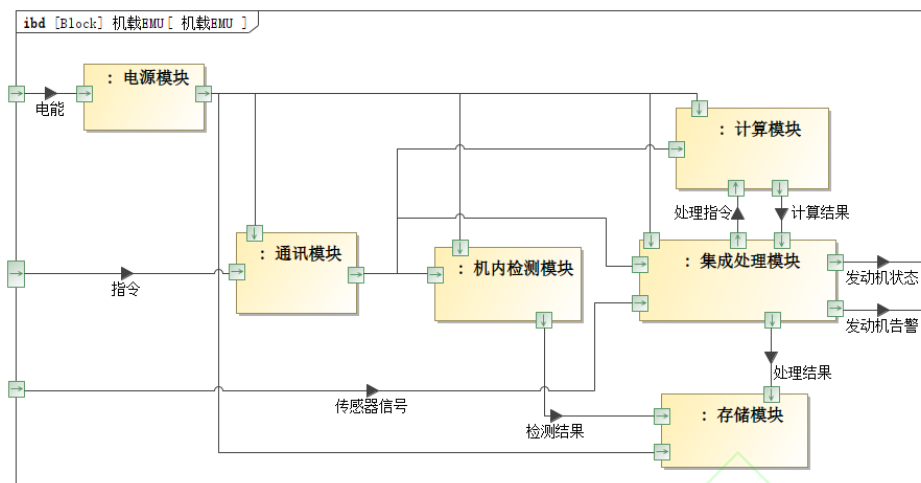 ibd [Block] 机载EMU[ 机载EMU ]
: 电源模块
电能
: 计算模块
处理指令
计算结果
: 通讯模块
: 机内检测模块
: 集成处理模块
指令
发动机状态
发动机告警
处理结果
传感器信号
: 存储模块
检测结果